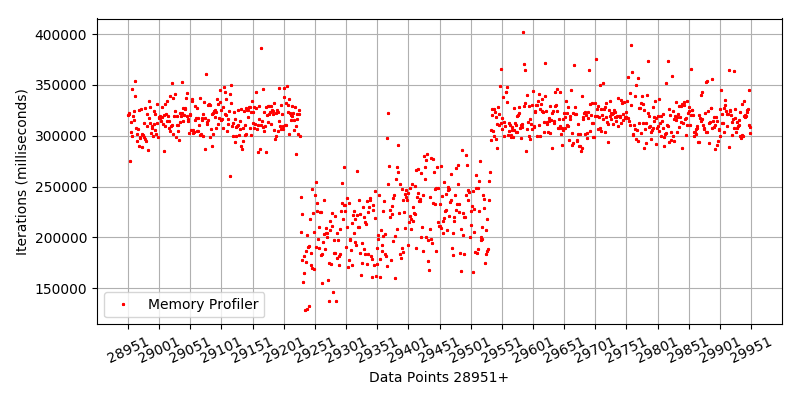 400000
350000
300000
250000
200000
150000
Iterations (milliseconds)
Memory Profiler
28951 29001 29051 29101 29151 29201 29251 29301 29351 29401 29451 29501 29551 29601 29651 29701 29751 29801 29851 29901 29951
Data Points 28951+